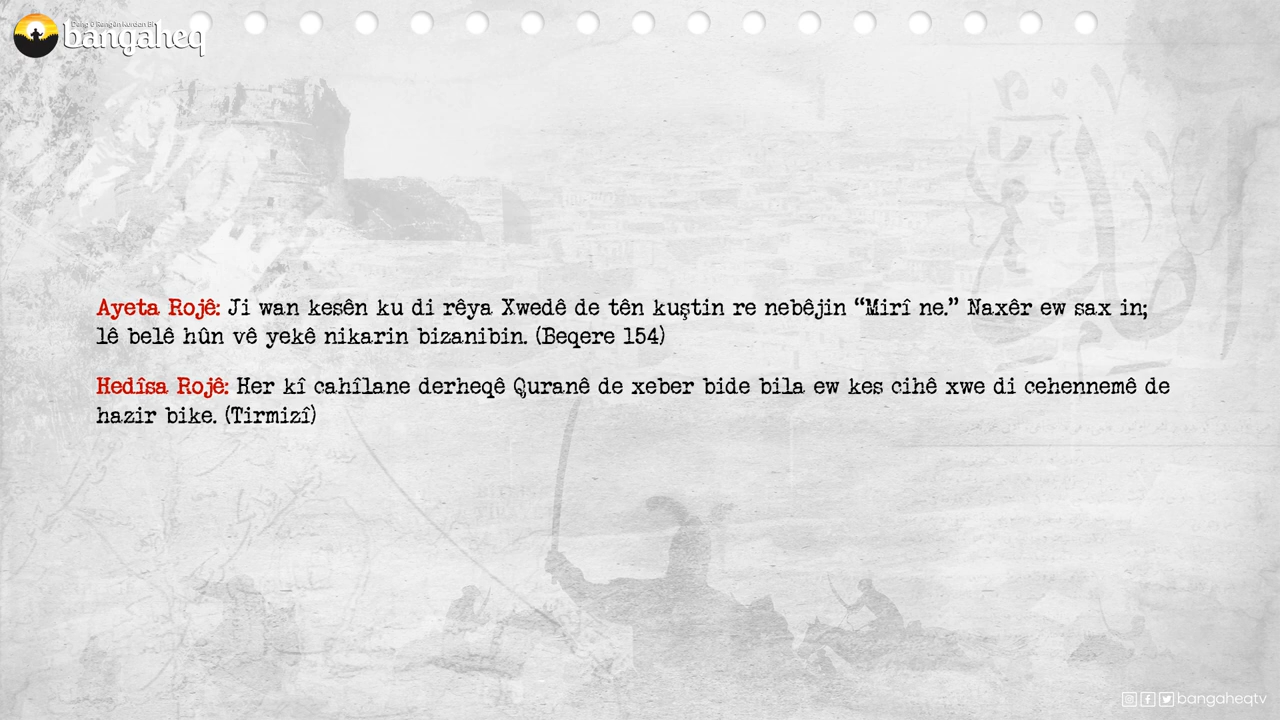 bangaheq
Ayeta Rojê: Ji wan kesên ku di rêya Xwedê de tên kuştin re nebêjin “Mirî ne.” Naxêr ew sax in;
lê belê hûn vê yekê nikarin bizanibin. (Beqere 154)
Hedîsa Rojê: Her kî cahîlane derheqê Quranê de xeber bide bila ew kes cihê xwe di cehennemê de
hazir bike. (Tirmizî)
bangaheqtv